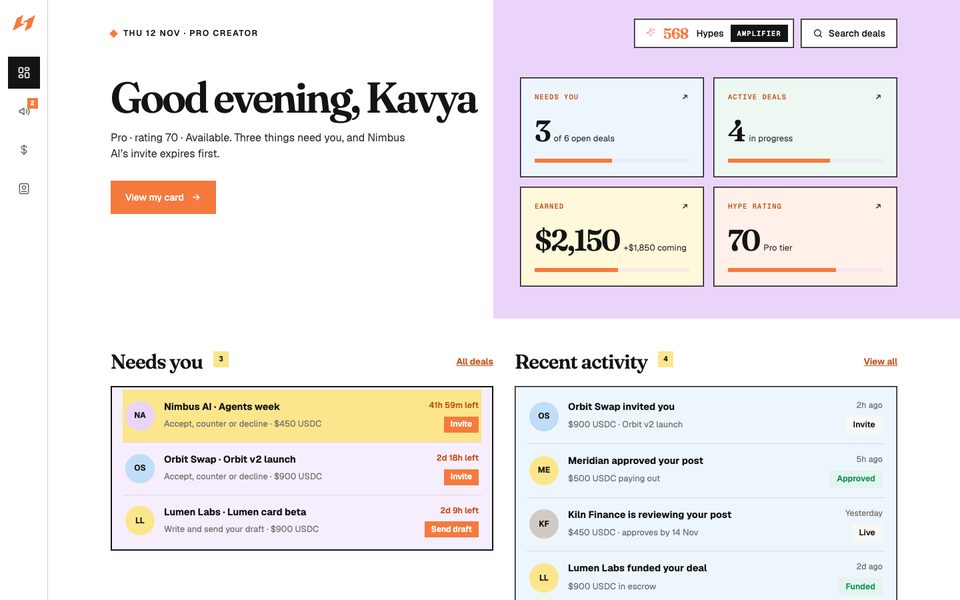 THU 12 NOV · PRO CREATOR
568 Hypes AMPLIFIER
Search deals
2
$
Good evening, Kavya
Pro · rating 70 · Available. Three things need you, and Nimbus
AI's invite expires first.
View my card →
NEEDS YOU ↗
3 of 6 open deals
ACTIVE DEALS ↗
4 in progress
EARNED ↗
$2,150 +$1,850 coming
HYPE RATING ↗
70 Pro tier
Needs you 3
All deals
NA
Nimbus AI · Agents week
41h 59m left
Accept, counter or decline · $450 USDC
Invite
OS
Orbit Swap · Orbit v2 launch
2d 18h left
Accept, counter or decline · $900 USDC
Invite
LL
Lumen Labs · Lumen card beta
2d 9h left
Write and send your draft · $900 USDC
Send draft
Recent activity 4
View all
OS
Orbit Swap invited you
2h ago
$900 USDC · Orbit v2 launch
Invite
ME
Meridian approved your post
5h ago
$500 USDC paying out
Approved
KF
Kiln Finance is reviewing your post
Yesterday
$450 USDC · approves by 14 Nov
Live
LL
Lumen Labs funded your deal
2d ago
$900 USDC in escrow
Funded